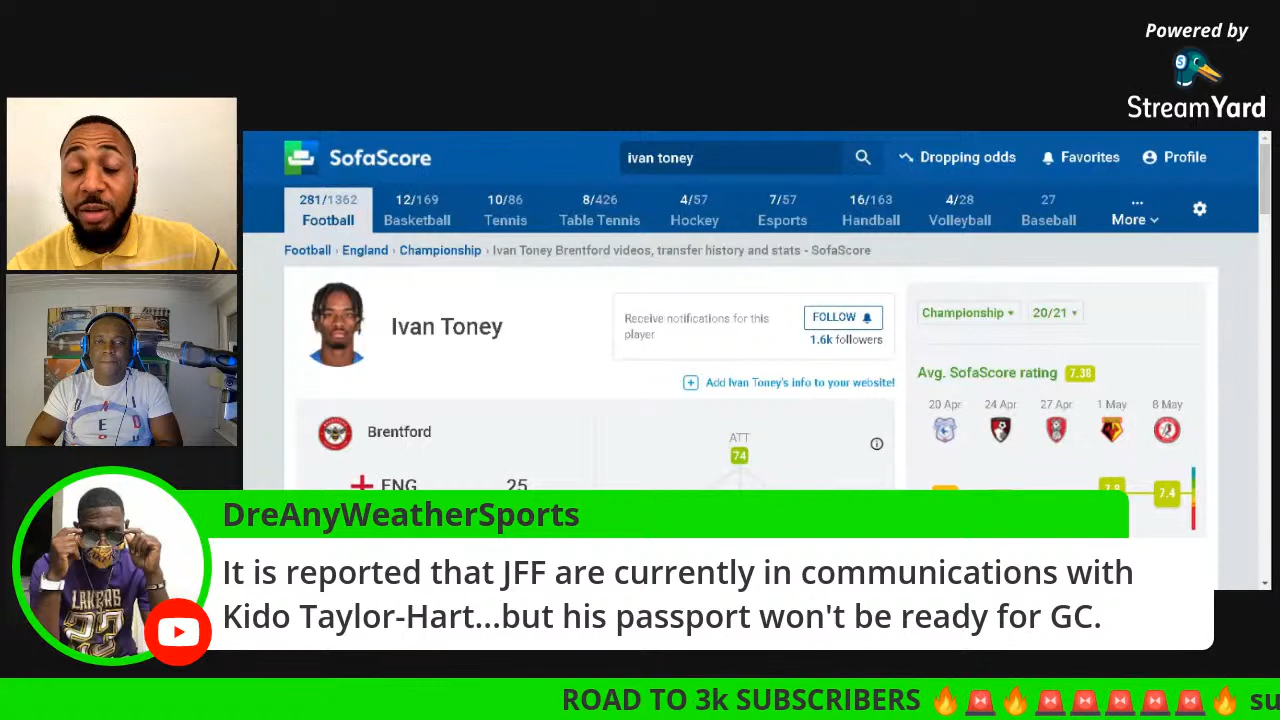 Powered by
StreamYard
SofaScore
ivan toney
Dropping odds
Favorites
Profile
281/1362
Football
12/169
Basketball
10/86
Tennis
8/426
Table Tennis
4/57
Hockey
7/57
Esports
16/163
Handball
4/28
Volleyball
27
Baseball
...
More
Football › England › Championship › Ivan Toney Brentford videos, transfer history and stats - SofaScore
Ivan Toney
Receive notifications for this
player
FOLLOW
1.6k followers
Add Ivan Toney's info to your website!
Championship
20/21
Avg. SofaScore rating 7.38
20 Apr 24 Apr 27 Apr 1 May 8 May
Brentford
ATT
74
ENG
25
7.4
DreAnyWeatherSports
It is reported that JFF are currently in communications with
Kido Taylor-Hart...but his passport won't be ready for GC.
LAKERS
23
ROAD TO 3k SUBSCRIBERS 🔥🚨🔥🚨🚨🚨🚨🚨🔥 su